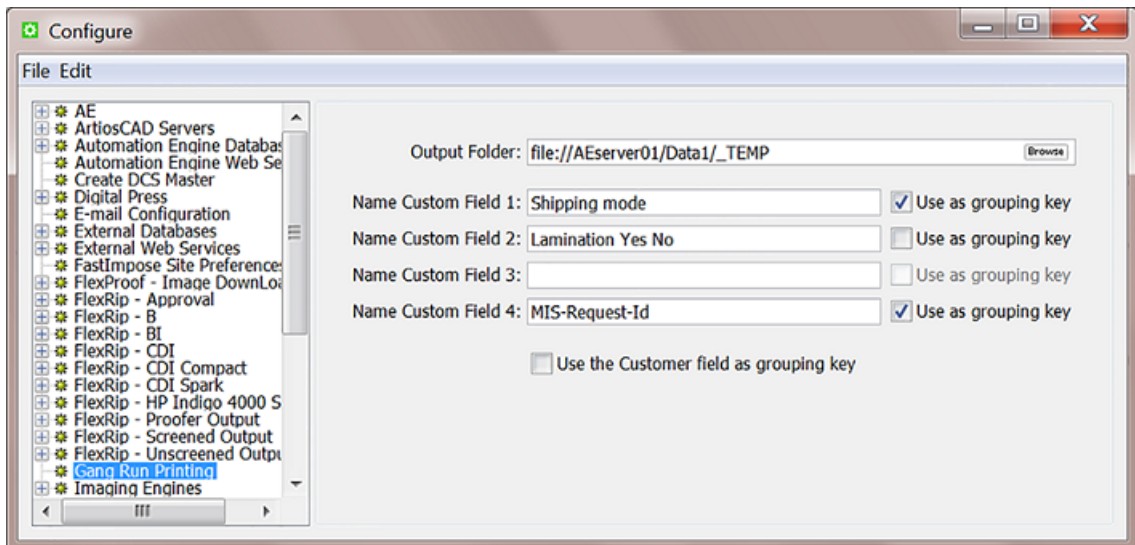 Configure
File Edit
AE
ArtiosCAD Servers
Automation Engine Databas
Automation Engine Web Se
Create DCS Master
Digital Press
E-mail Configuration
External Databases
External Web Services
FastImpose Site Preferences
FlexProof - Image DownLoa
FlexRip - Approval
FlexRip - B
FlexRip - BI
FlexRip - CDI
FlexRip - CDI Compact
FlexRip - CDI Spark
FlexRip - HP Indigo 4000 S
FlexRip - Proofer Output
FlexRip - Screened Output
FlexRip - Unscreened Outpu
Gang Run Printing
Imaging Engines
Output Folder: file://AEserver01/Data1/_TEMP Browse
Name Custom Field 1: Shipping mode Use as grouping key
Name Custom Field 2: Lamination Yes No Use as grouping key
Name Custom Field 3: Use as grouping key
Name Custom Field 4: MIS-Request-Id Use as grouping key
Use the Customer field as grouping key